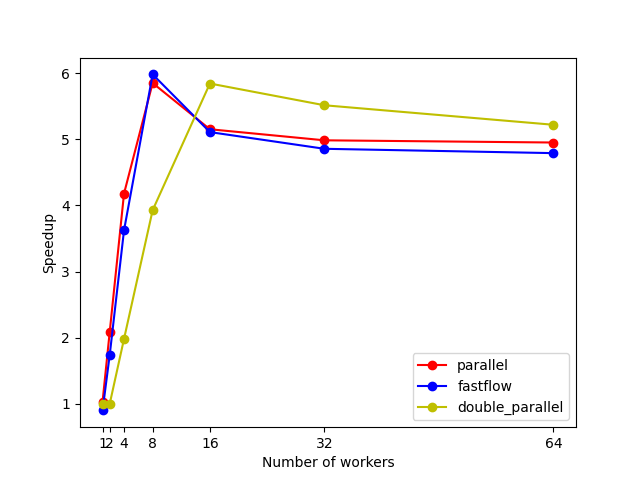 Speedup
6
5
4
3
2
1
1 2 4 8 16 32 64
Number of workers
parallel
fastflow
double_parallel